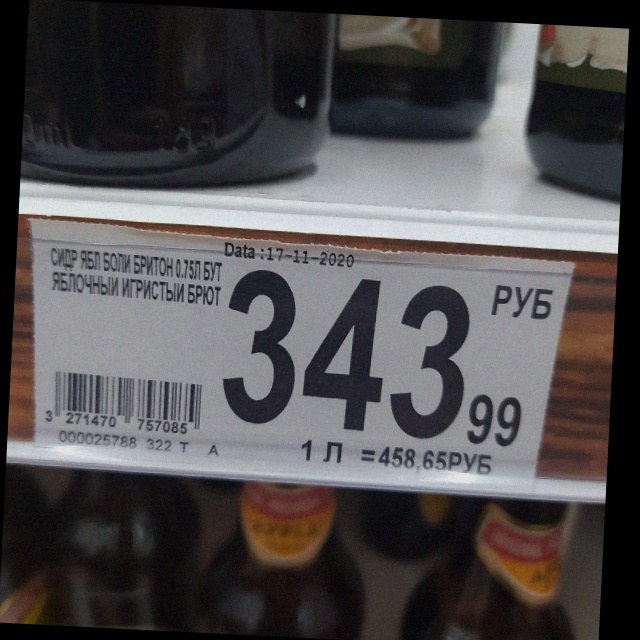 Data :17-11-2020
СИДР ЯБЛ БОЛИ БРИТОН 0.75Л БУТ
ЯБЛОЧНЫЙ ИГРИСТЫЙ БРЮТ
343 99 РУБ
3 271470 757085
000025788 322 Т А
1 Л =458,65РУБ